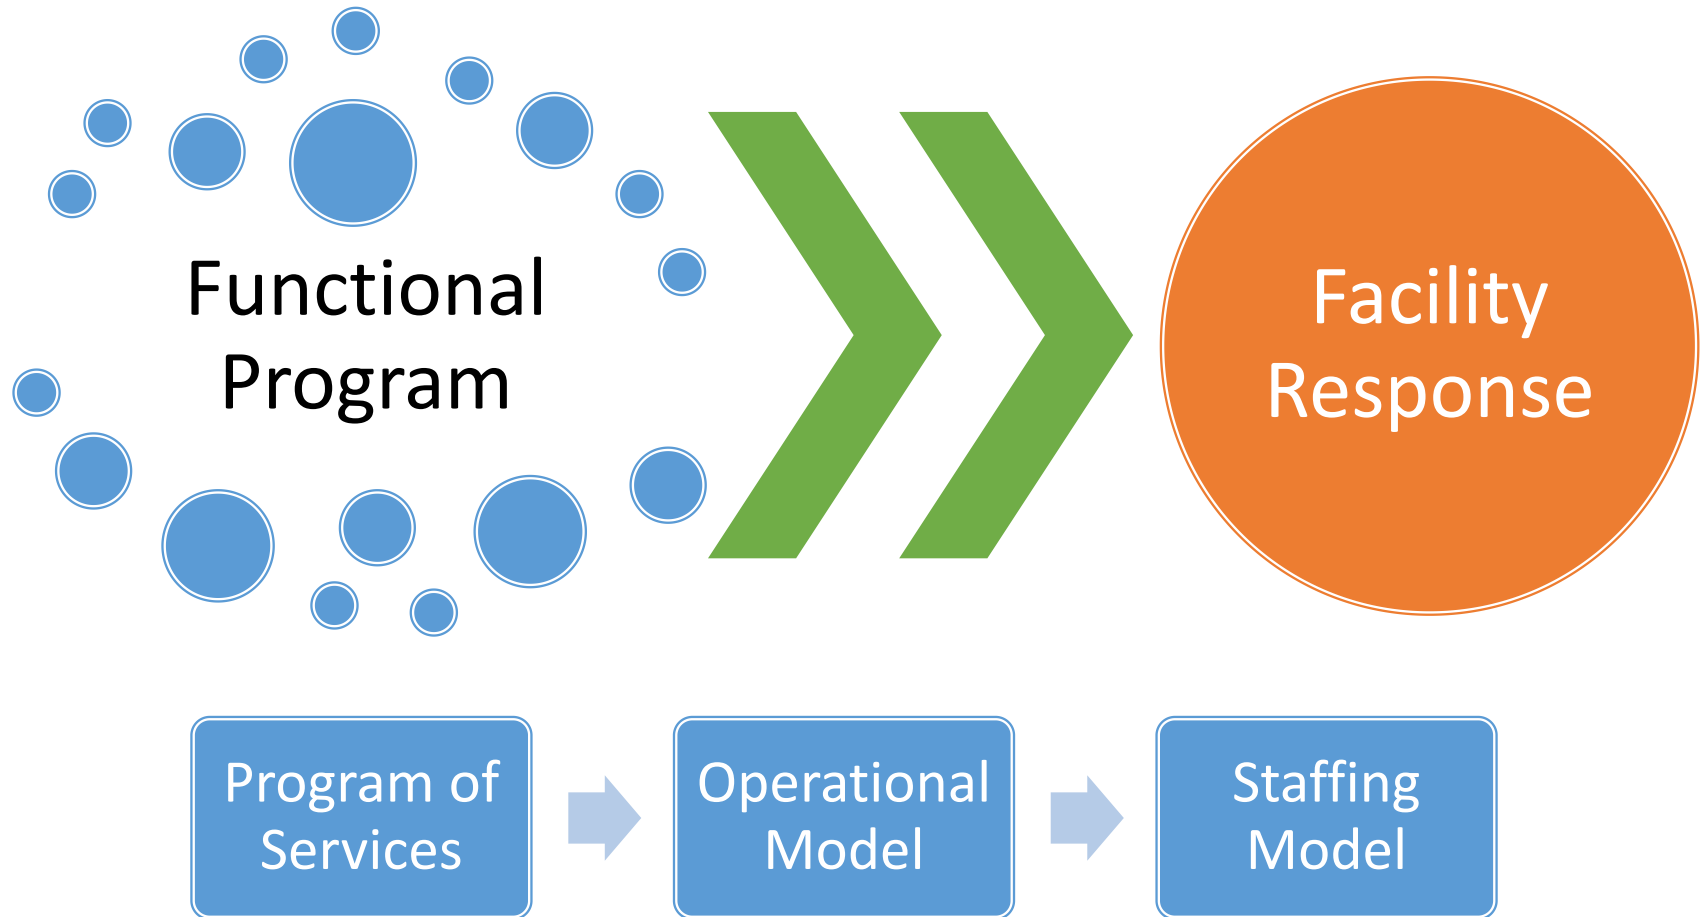 Functional
Program
Facility
Response
Program of
Services
Operational
Model
Staffing
Model